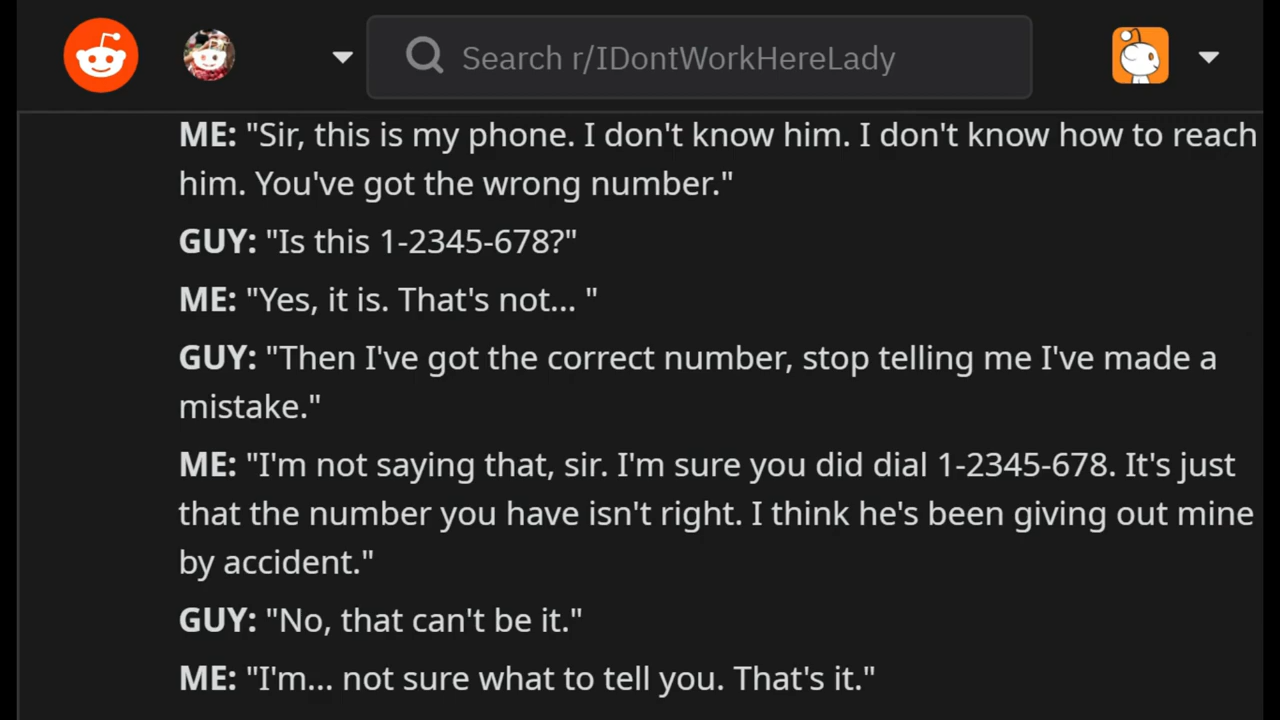 Search r/IDontWorkHereLady
ME: "Sir, this is my phone. I don't know him. I don't know how to reach
him. You've got the wrong number."
GUY: "Is this 1-2345-678?"
ME: "Yes, it is. That's not... "
GUY: "Then I've got the correct number, stop telling me I've made a
mistake."
ME: "I'm not saying that, sir. I'm sure you did dial 1-2345-678. It's just
that the number you have isn't right. I think he's been giving out mine
by accident."
GUY: "No, that can't be it."
ME: "I'm... not sure what to tell you. That's it."